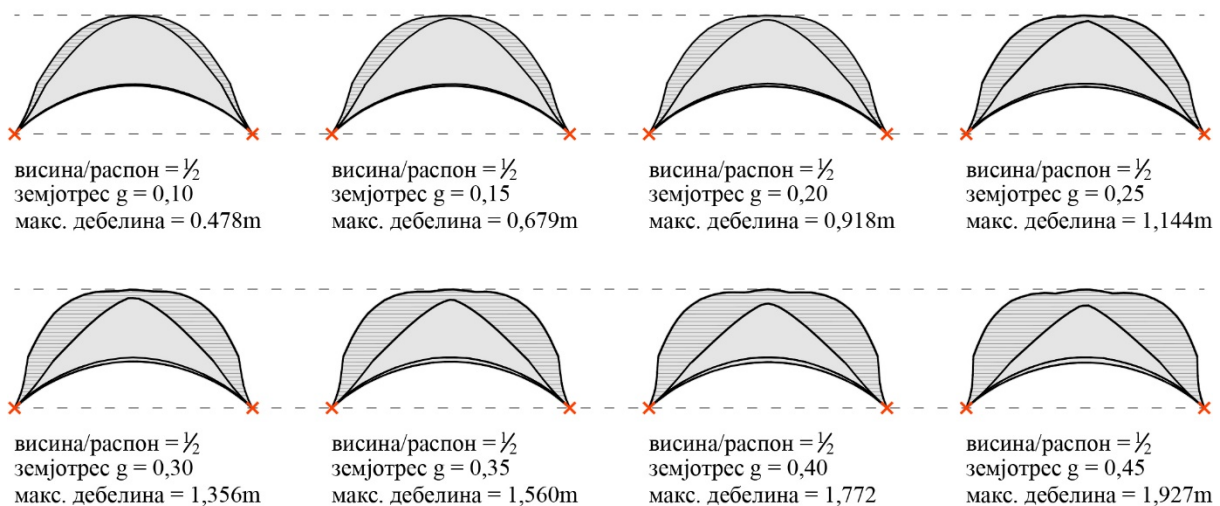 висина/распон = ½
земјотрес g = 0,10
макс. дебелина = 0.478m
висина/распон = ½
земјотрес g = 0,15
макс. дебелина = 0,679m
висина/распон = ½
земјотрес g = 0,20
макс. дебелина = 0,918m
висина/распон = ½
земјотрес g = 0,25
макс. дебелина = 1,144m
висина/распон = ½
земјотрес g = 0,30
макс. дебелина = 1,356m
висина/распон = ½
земјотрес g = 0,35
макс. дебелина = 1,560m
висина/распон = ½
земјотрес g = 0,40
макс. дебелина = 1,772
висина/распон = ½
земјотрес g = 0,45
макс. дебелина = 1,927m